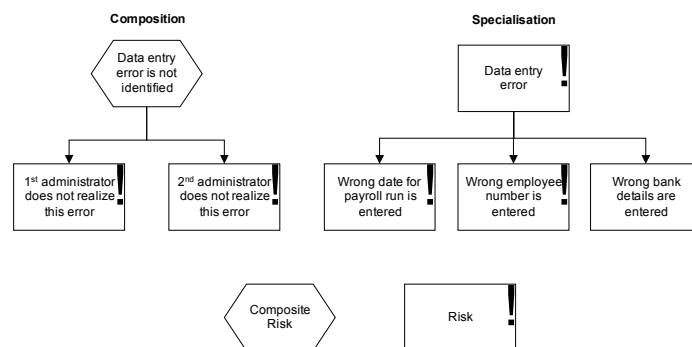 Composition
Specialisation
Data entry
error is not
identified
Data entry
error
1st administrator
does not realize
this error
2nd administrator
does not realize
this error
Wrong date for
payroll run is
entered
Wrong employee
number is
entered
Wrong bank
details are
entered
Composite
Risk
Risk